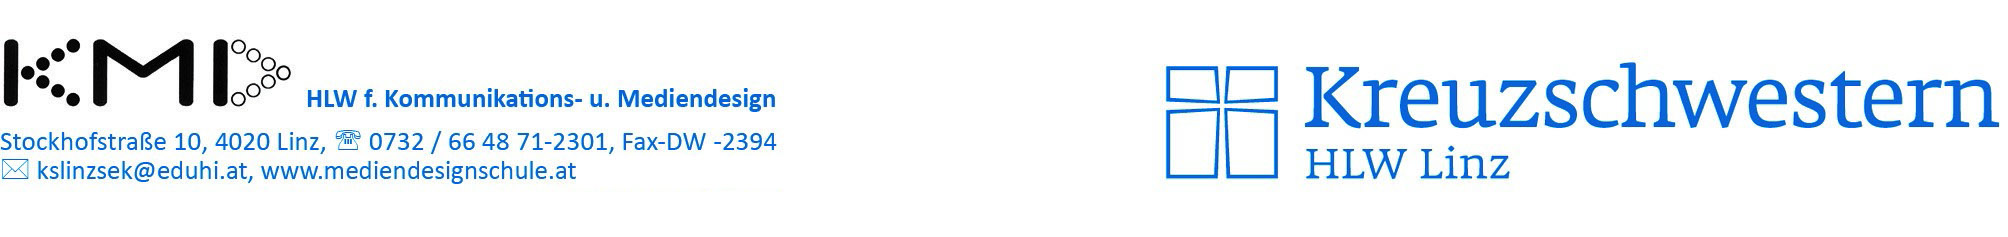 KMD
HLW f. Kommunikations- u. Mediendesign
Stockhofstraße 10, 4020 Linz, ☏ 0732 / 66 48 71-2301, Fax-DW -2394
✉ kslinzsek@eduhi.at, www.mediendesignschule.at
Kreuzschwestern
HLW Linz